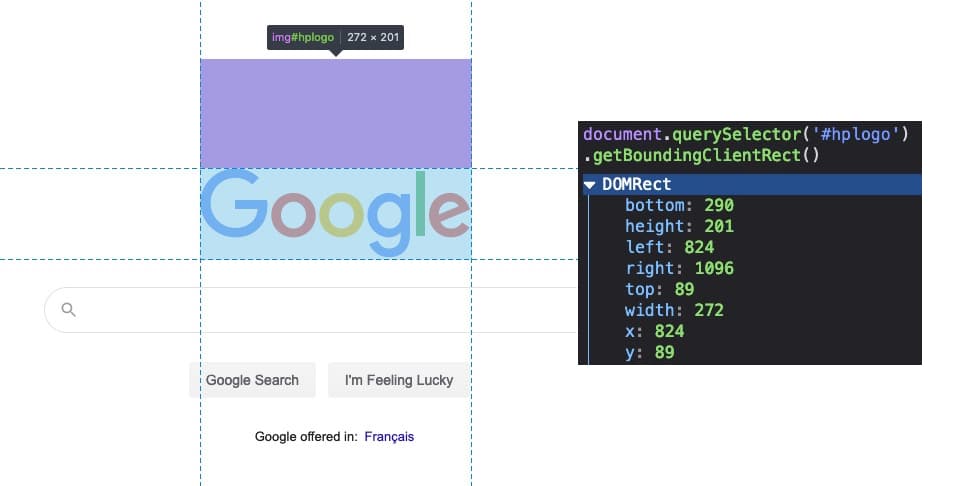 img#hplogo | 272 × 201
Google
Google Search
I'm Feeling Lucky
Google offered in: Français
document.querySelector('#hplogo')
.getBoundingClientRect()
▼ DOMRect
bottom: 290
height: 201
left: 824
right: 1096
top: 89
width: 272
x: 824
y: 89